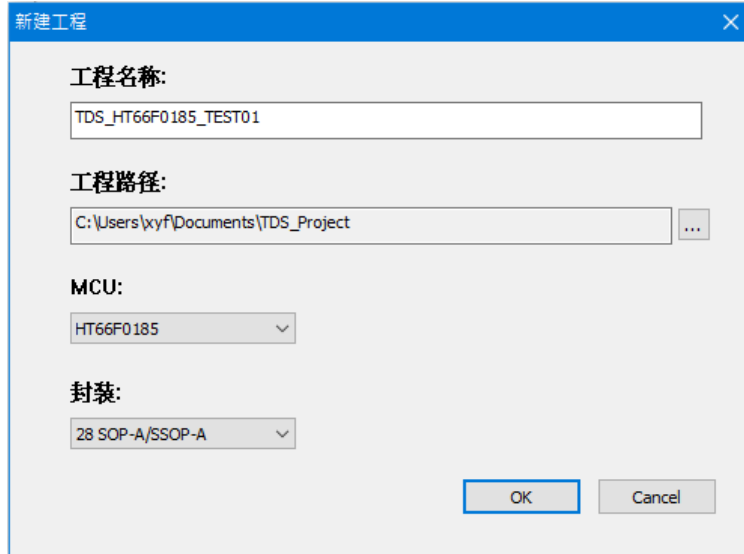 新建工程
工程名称:
TDS_HT66F0185_TEST01
工程路径:
C:\Users\xyf\Documents\TDS_Project
...
MCU:
HT66F0185
封装:
28 SOP-A/SSOP-A
OK Cancel